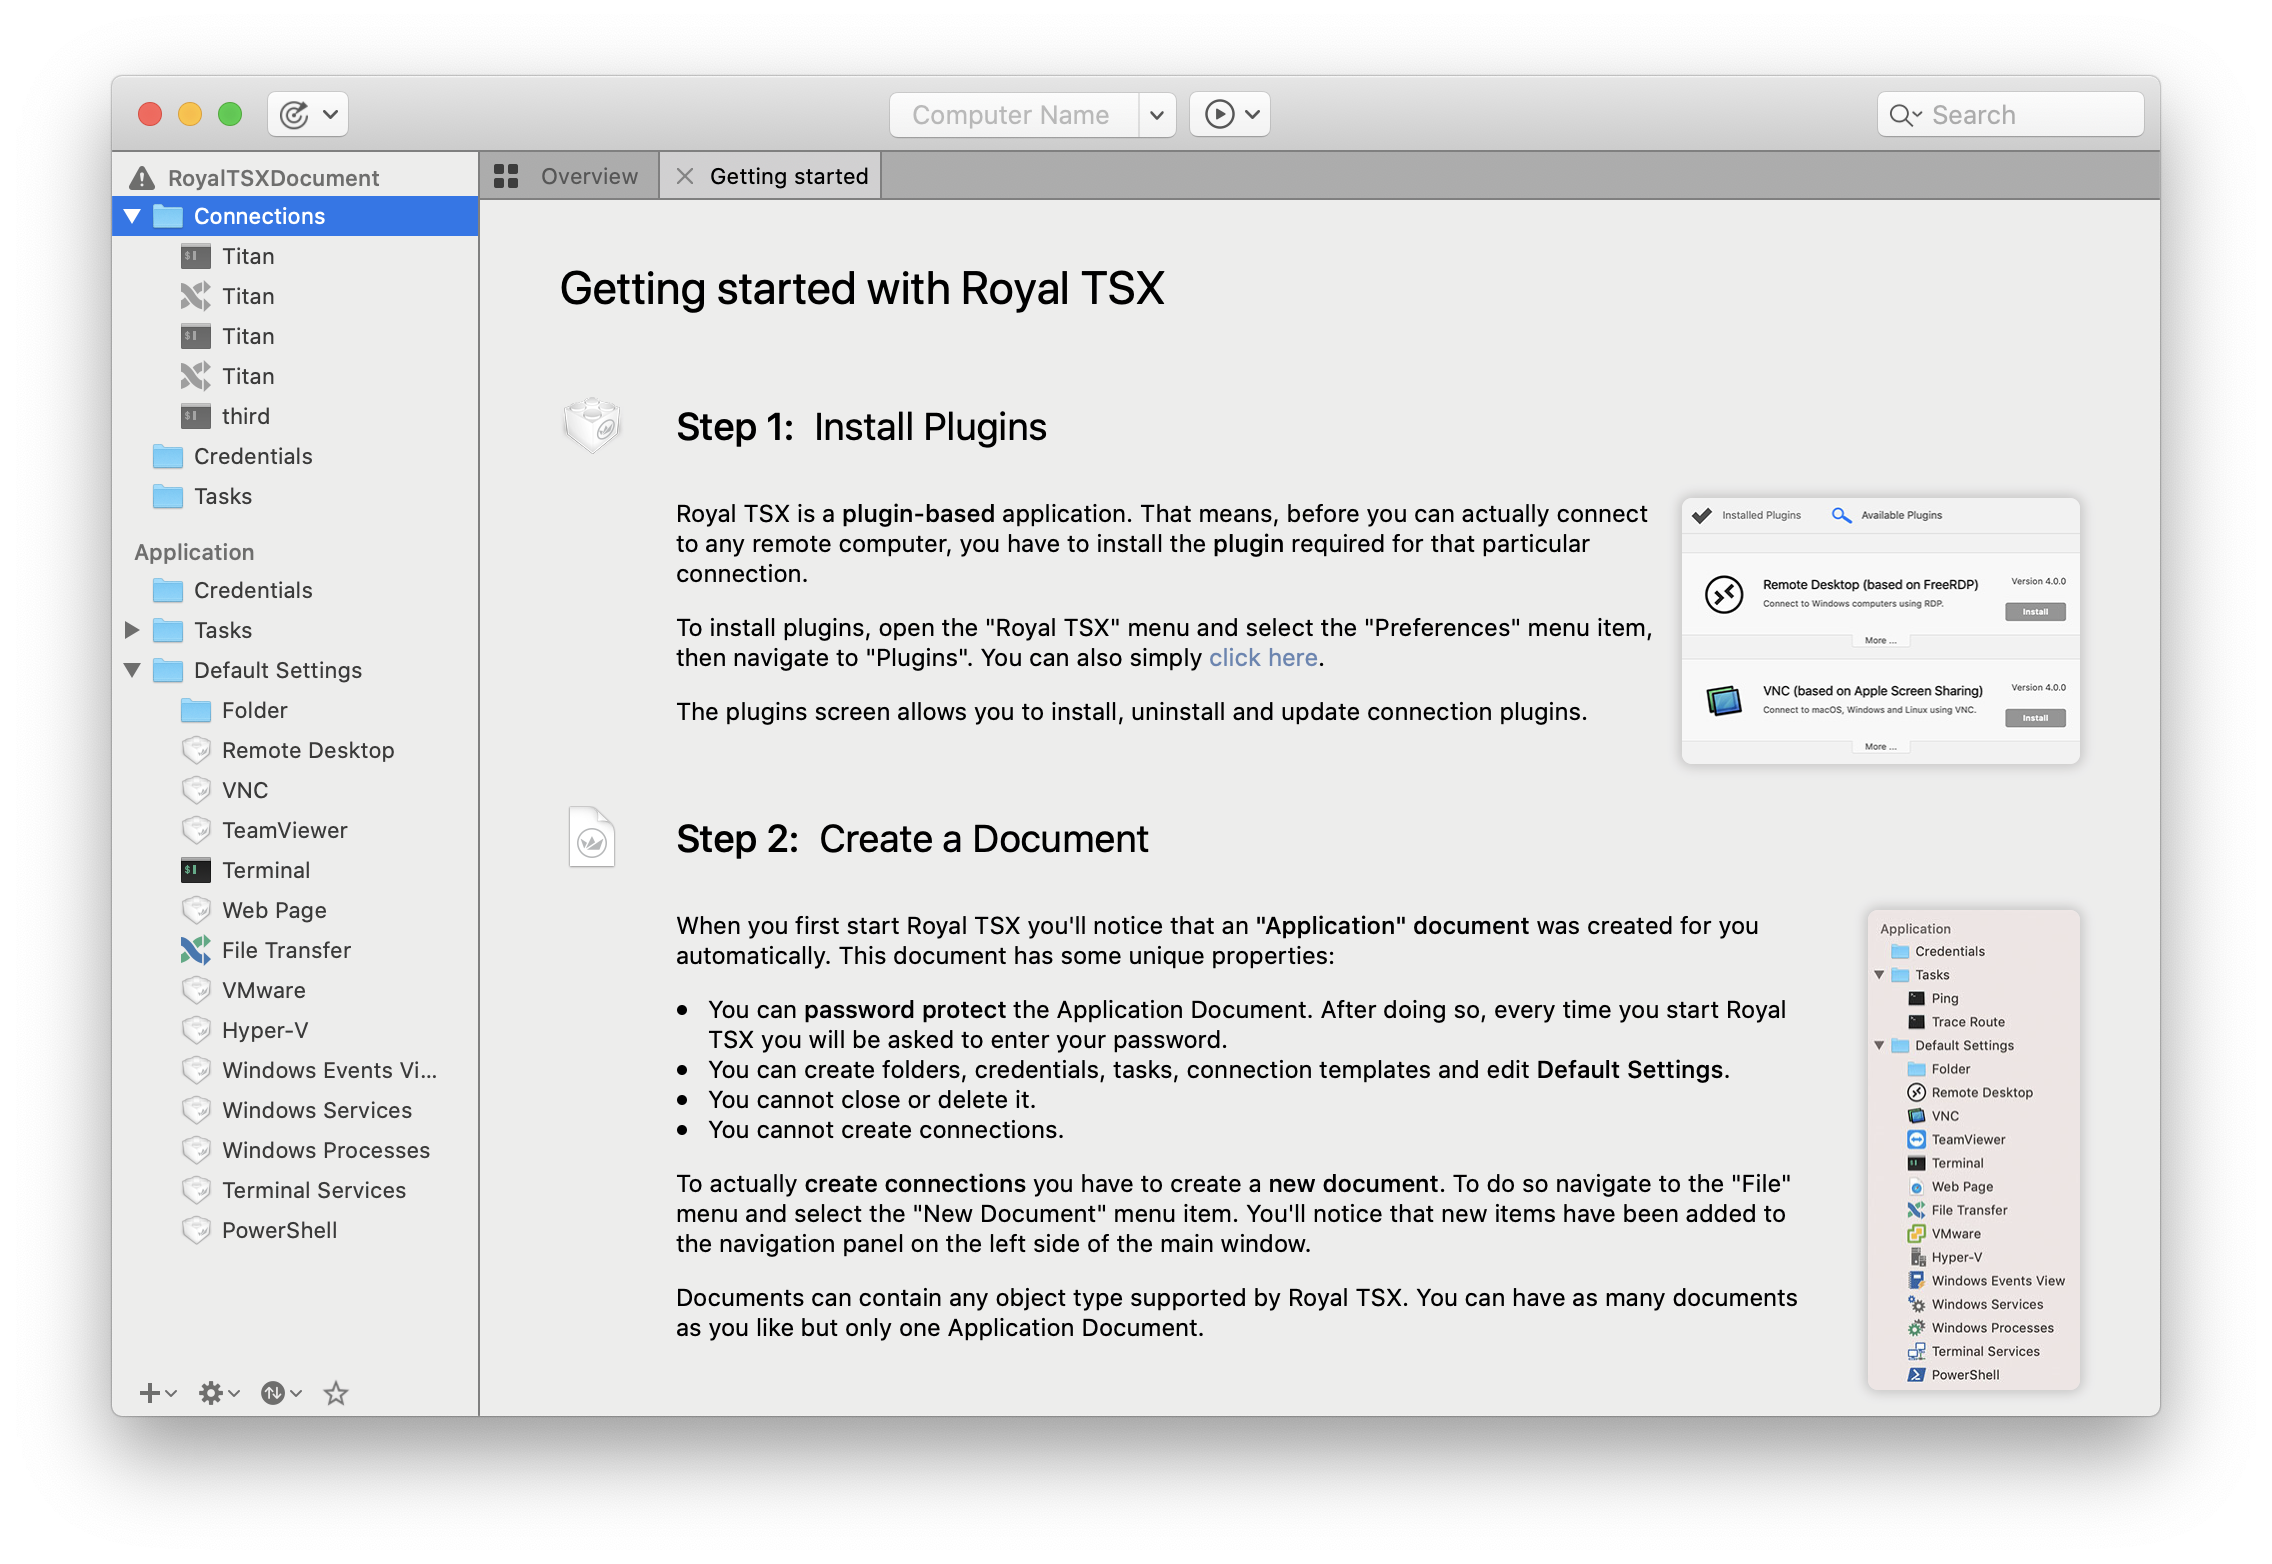 Computer Name
Search
RoyalTSXDocument
Connections
Titan
Titan
Titan
Titan
third
Credentials
Tasks
Application
Credentials
Tasks
Default Settings
Folder
Remote Desktop
VNC
TeamViewer
Terminal
Web Page
File Transfer
VMware
Hyper-V
Windows Events Vi...
Windows Services
Windows Processes
Terminal Services
PowerShell
Overview
Getting started
Getting started with Royal TSX
Step 1: Install Plugins
Royal TSX is a plugin-based application. That means, before you can actually connect
to any remote computer, you have to install the plugin required for that particular
connection.
To install plugins, open the "Royal TSX" menu and select the "Preferences" menu item,
then navigate to "Plugins". You can also simply click here.
The plugins screen allows you to install, uninstall and update connection plugins.
Installed Plugins
Available Plugins
Remote Desktop (based on FreeRDP)
Version 4.0.0
Connect to Windows computers using RDP.
Install
More ...
VNC (based on Apple Screen Sharing)
Version 4.0.0
Connect to macOS, Windows and Linux using VNC.
Install
More ...
Step 2: Create a Document
When you first start Royal TSX you'll notice that an "Application" document was created for you
automatically. This document has some unique properties:
• You can password protect the Application Document. After doing so, every time you start Royal
TSX you will be asked to enter your password.
• You can create folders, credentials, tasks, connection templates and edit Default Settings.
• You cannot close or delete it.
• You cannot create connections.
To actually create connections you have to create a new document. To do so navigate to the "File"
menu and select the "New Document" menu item. You'll notice that new items have been added to
the navigation panel on the left side of the main window.
Documents can contain any object type supported by Royal TSX. You can have as many documents
as you like but only one Application Document.
Application
Credentials
Tasks
Ping
Trace Route
Default Settings
Folder
Remote Desktop
VNC
TeamViewer
Terminal
Web Page
File Transfer
VMware
Hyper-V
Windows Events View
Windows Services
Windows Processes
Terminal Services
PowerShell